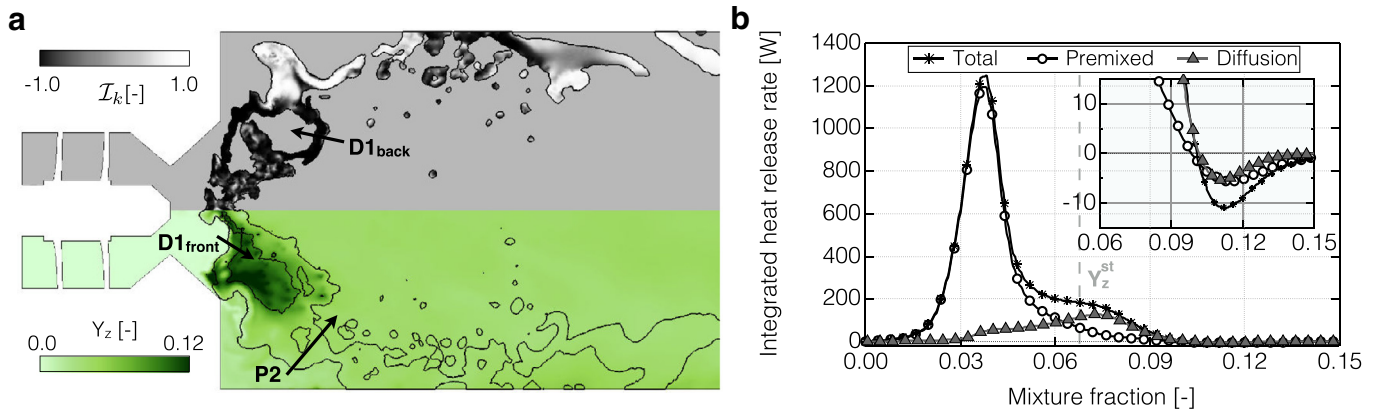 a
-1.0 1.0
𝓘k [-]
D1back
D1front
Yz [-]
0.0 0.12
P2
b
Integrated heat release rate [W]
1400
1200
1000
800
600
400
200
0
0.00 0.03 0.06 0.09 0.12 0.15
Mixture fraction [-]
Total Premixed Diffusion
Yzst
10
0
-10
0.06 0.09 0.12 0.15